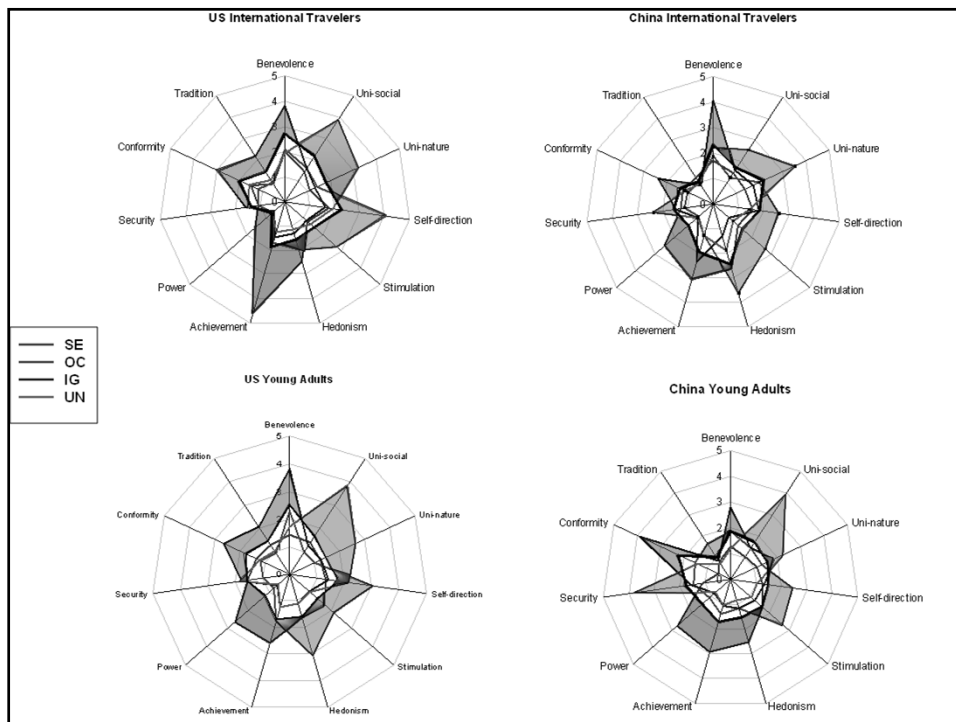 US International Travelers
Benevolence
Uni-social
Uni-nature
Self-direction
Stimulation
Hedonism
Achievement
Power
Security
Conformity
Tradition
5
4
3
2
1
0
China International Travelers
Benevolence
Uni-social
Uni-nature
Self-direction
Stimulation
Hedonism
Achievement
Power
Security
Conformity
Tradition
5
4
3
2
1
0
SE
OC
IG
UN
US Young Adults
Benevolence
Uni-social
Uni-nature
Self-direction
Stimulation
Hedonism
Achievement
Power
Security
Conformity
Tradition
5
4
3
2
0
China Young Adults
Benevolence
Uni-social
Uni-nature
Self-direction
Stimulation
Hedonism
Achievement
Power
Security
Conformity
Tradition
5
4
3
2
0